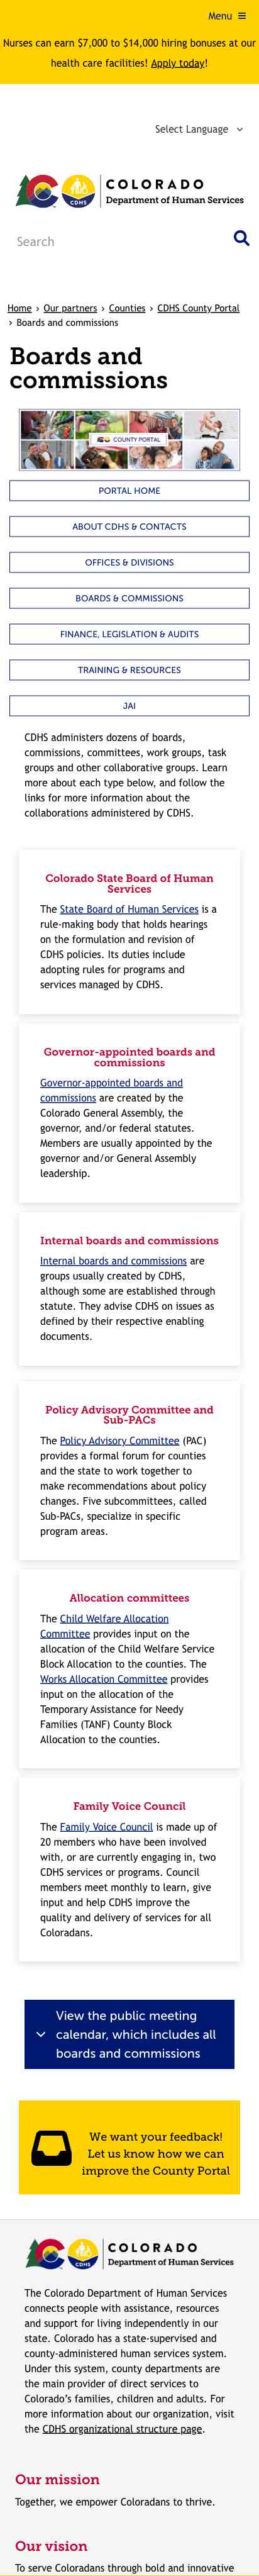 Menu ≡
Nurses can earn $7,000 to $14,000 hiring bonuses at our
health care facilities! Apply today!
Select Language
COLORADO
Department of Human Services
CDHS
Search
Home › Our partners › Counties › CDHS County Portal
› Boards and commissions
Boards and
commissions
COUNTY PORTAL
PORTAL HOME
ABOUT CDHS & CONTACTS
OFFICES & DIVISIONS
BOARDS & COMMISSIONS
FINANCE, LEGISLATION & AUDITS
TRAINING & RESOURCES
JAI
CDHS administers dozens of boards,
commissions, committees, work groups, task
groups and other collaborative groups. Learn
more about each type below, and follow the
links for more information about the
collaborations administered by CDHS.
Colorado State Board of Human
Services
The State Board of Human Services is a
rule-making body that holds hearings
on the formulation and revision of
CDHS policies. Its duties include
adopting rules for programs and
services managed by CDHS.
Governor-appointed boards and
commissions
Governor-appointed boards and
commissions are created by the
Colorado General Assembly, the
governor, and/or federal statutes.
Members are usually appointed by the
governor and/or General Assembly
leadership.
Internal boards and commissions
Internal boards and commissions are
groups usually created by CDHS,
although some are established through
statute. They advise CDHS on issues as
defined by their respective enabling
documents.
Policy Advisory Committee and
Sub-PACs
The Policy Advisory Committee (PAC)
provides a formal forum for counties
and the state to work together to
make recommendations about policy
changes. Five subcommittees, called
Sub-PACs, specialize in specific
program areas.
Allocation committees
The Child Welfare Allocation
Committee provides input on the
allocation of the Child Welfare Service
Block Allocation to the counties. The
Works Allocation Committee provides
input on the allocation of the
Temporary Assistance for Needy
Families (TANF) County Block
Allocation to the counties.
Family Voice Council
The Family Voice Council is made up of
20 members who have been involved
with, or are currently engaging in, two
CDHS services or programs. Council
members meet monthly to learn, give
input and help CDHS improve the
quality and delivery of services for all
Coloradans.
View the public meeting
calendar, which includes all
boards and commissions
We want your feedback!
Let us know how we can
improve the County Portal
COLORADO
Department of Human Services
CDHS
The Colorado Department of Human Services
connects people with assistance, resources
and support for living independently in our
state. Colorado has a state-supervised and
county-administered human services system.
Under this system, county departments are
the main provider of direct services to
Colorado’s families, children and adults. For
more information about our organization, visit
the CDHS organizational structure page.
Our mission
Together, we empower Coloradans to thrive.
Our vision
To serve Coloradans through bold and innovative